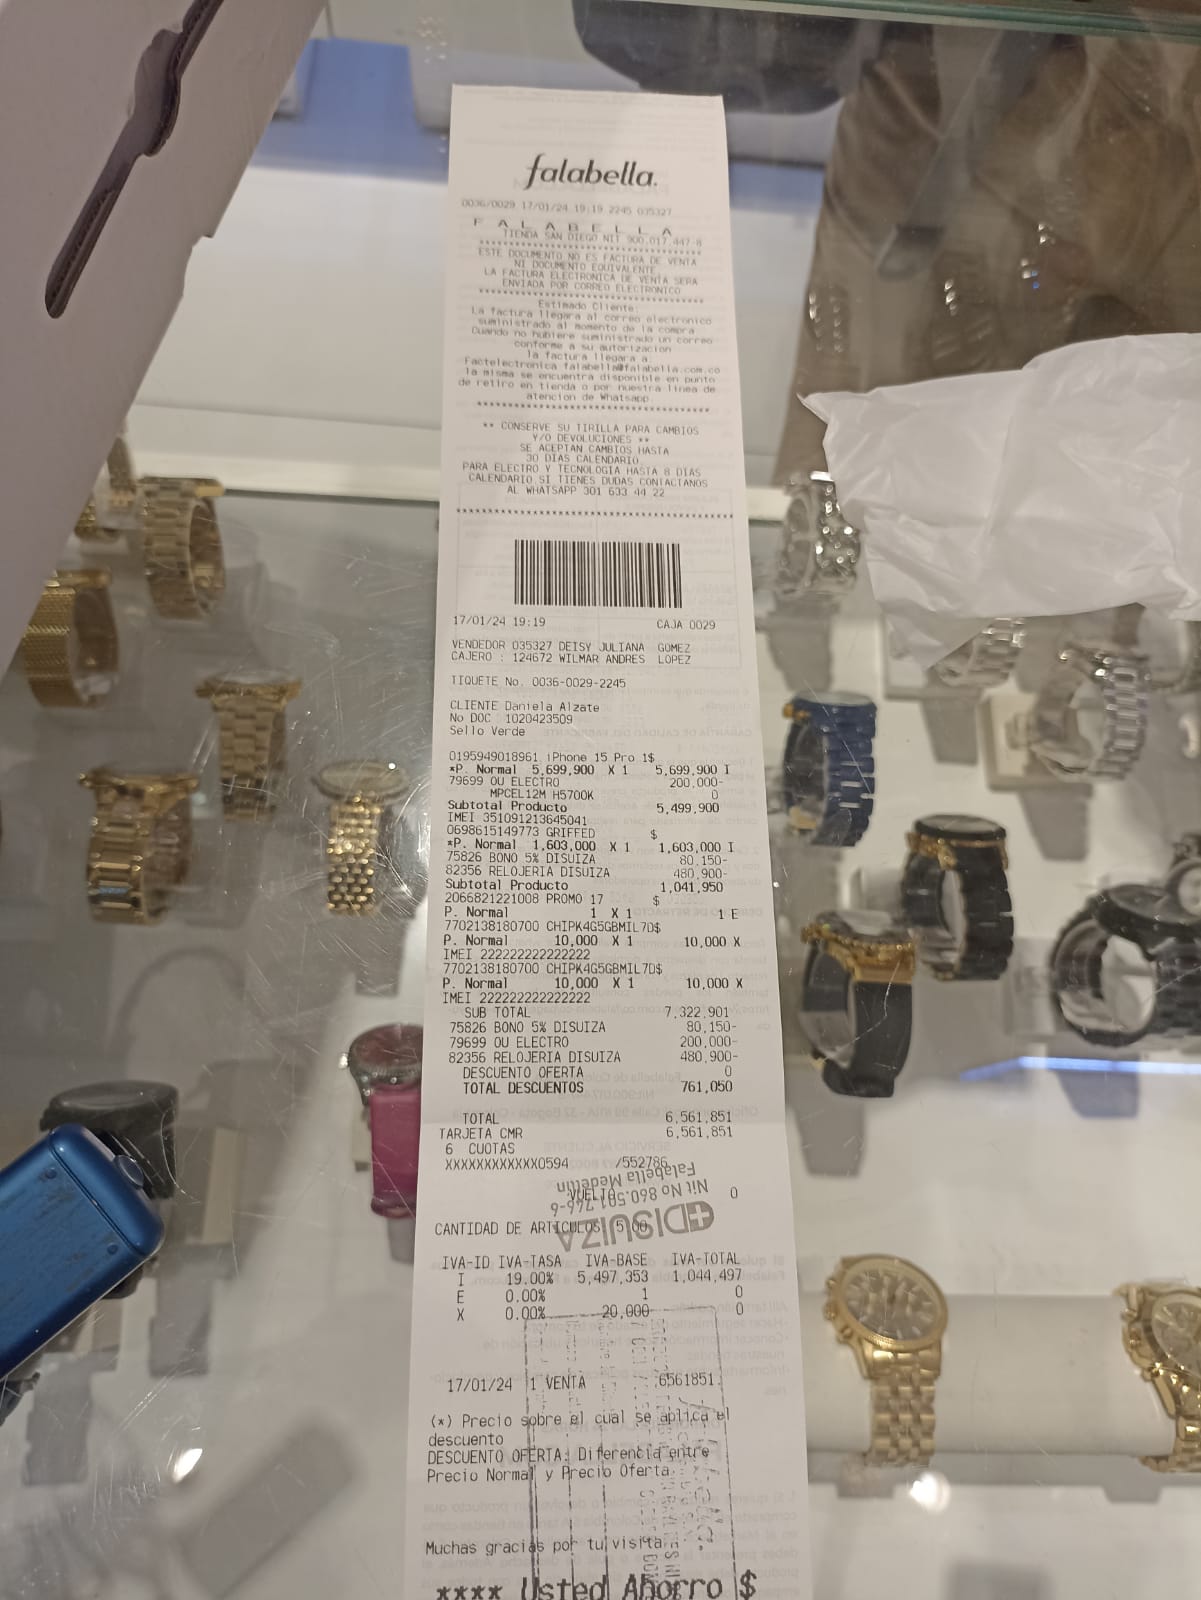 falabella.
0036/0029 17/01/24 19:19 2245 035327
F A L A B E L L A
TIENDA SAN DIEGO NIT 900.017.447-8
ESTE DOCUMENTO NO ES FACTURA DE VENTA
NI DOCUMENTO EQUIVALENTE
LA FACTURA ELECTRONICA DE VENTA SERA
ENVIADA POR CORREO ELECTRONICO
Estimado Cliente:
La factura llegara al correo electronico
suministrado al momento de la compra
Cuando no hubiere suministrado un correo
conforme a su autorizacion
la factura llegara a:
Factelectronica falabella@falabella.com.co
la misma se encuentra disponible en punto
de retiro en tienda o por nuestra linea de
atencion de Whatsapp.
** CONSERVE SU TIRILLA PARA CAMBIOS
Y/O DEVOLUCIONES **
SE ACEPTAN CAMBIOS HASTA
30 DIAS CALENDARIO
PARA ELECTRO Y TECNOLOGIA HASTA 8 DIAS
CALENDARIO.SI TIENES DUDAS CONTACTANOS
AL WHATSAPP 301 633 44 22
17/01/24 19:19 CAJA 0029
VENDEDOR 035327 DEISY JULIANA GOMEZ
CAJERO : 124672 WILMAR ANDRES LOPEZ
TIQUETE No. 0036-0029-2245
CLIENTE Daniela Alzate
No DOC 1020423509
Sello Verde
0195949018961 iPhone 15 Pro 1$
*P. Normal 5,699,900 X 1 5,699,900 I
79699 OU ELECTRO 200,000-
MPCEL12M H5700K 0
Subtotal Producto 5,499,900
IMEI 351091213645041
0698615149773 GRIFFED $
*P. Normal 1,603,000 X 1 1,603,000 I
75826 BONO 5% DISUIZA 80,150-
82356 RELOJERIA DISUIZA 480,900-
Subtotal Producto 1,041,950
2066821221008 PROMO 17 $
P. Normal 1 X 1 1 E
7702138180700 CHIPK4G5GBMIL7D$
P. Normal 10,000 X 1 10,000 X
IMEI 222222222222222
7702138180700 CHIPK4G5GBMIL7D$
P. Normal 10,000 X 1 10,000 X
IMEI 222222222222222
SUB TOTAL 7,322,901
75826 BONO 5% DISUIZA 80,150-
79699 OU ELECTRO 200,000-
82356 RELOJERIA DISUIZA 480,900-
DESCUENTO OFERTA 0
TOTAL DESCUENTOS 761,050
TOTAL 6,561,851
TARJETA CMR 6,561,851
6 CUOTAS
XXXXXXXXXXXX0594 /552786
Falabella Medellín
Nit No 860.501.746-6
VUELTO 0
DISUIZA
CANTIDAD DE ARTICULOS 5.00
IVA-ID IVA-TASA IVA-BASE IVA-TOTAL
I 19.00% 5,497,353 1,044,497
E 0.00% 1 0
X 0.00% 20,000 0
17/01/24 1 VENTA 6561851
(*) Precio sobre el cual se aplica el
descuento
DESCUENTO OFERTA: Diferencia entre
Precio Normal y Precio Oferta.
Muchas gracias por tu visita
**** Usted Ahorro $